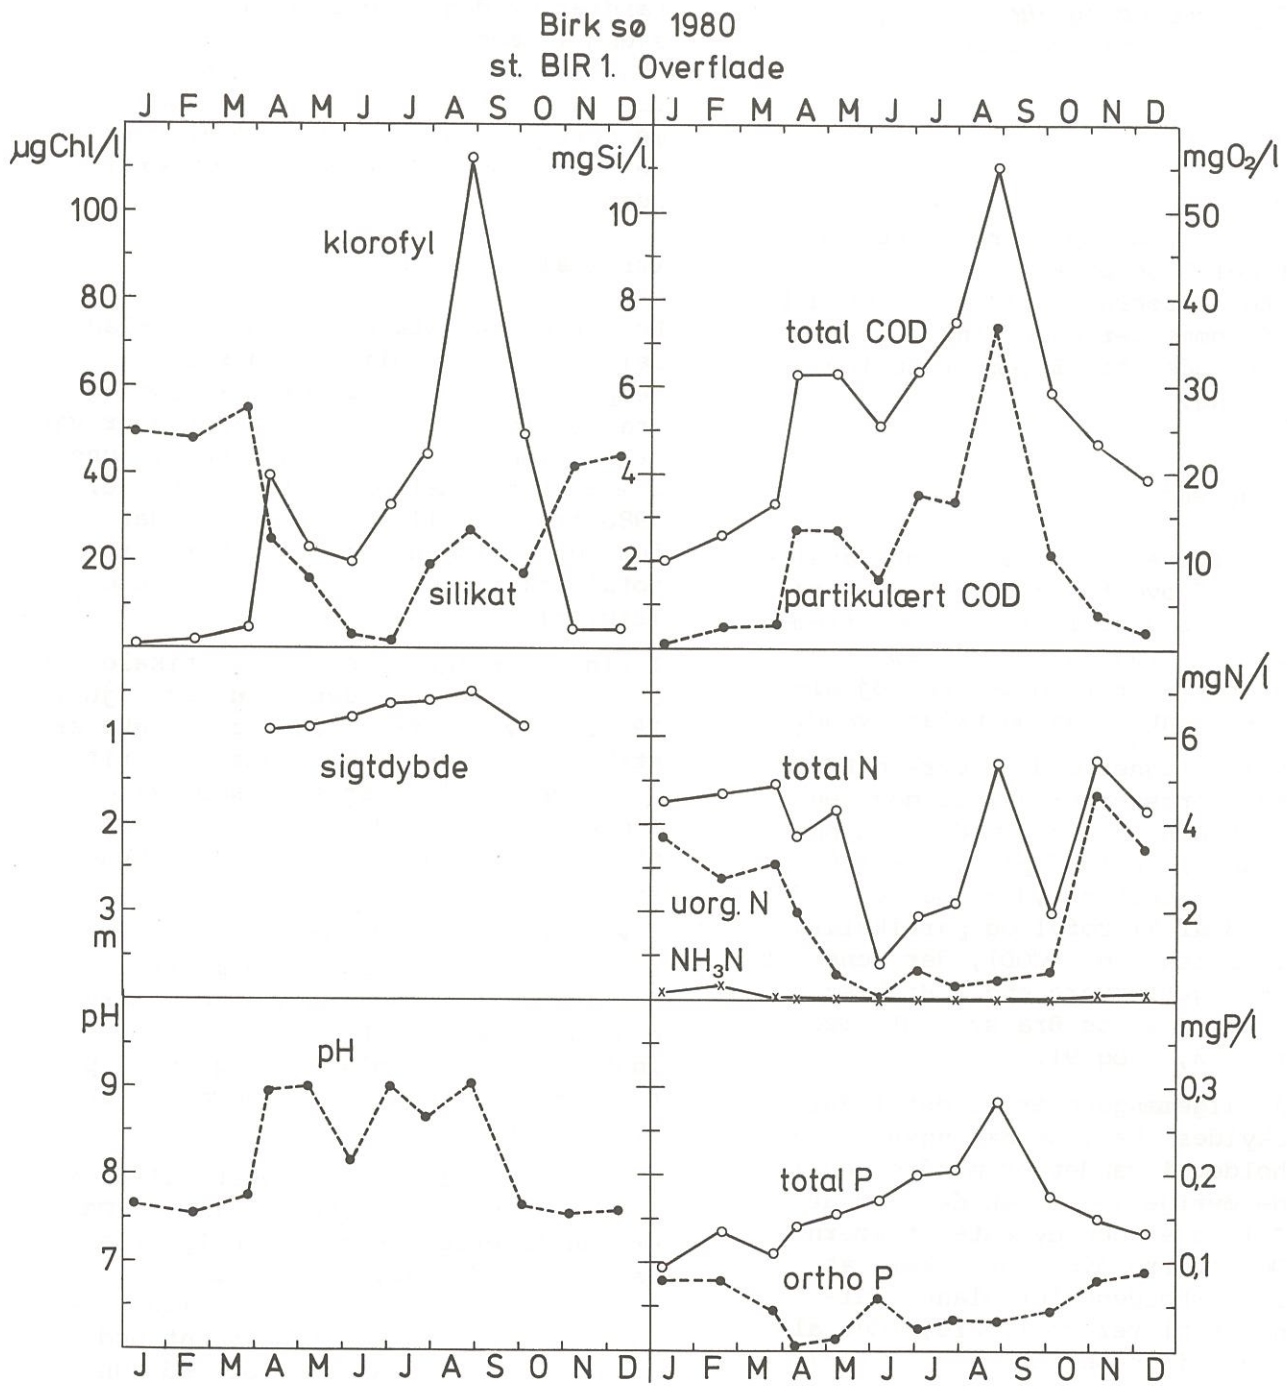 Birk sø 1980
st. BIR 1. Overflade
J F M A M J J A S O N D
J F M A M J J A S O N D
µgChl/l
100
80
60
40
20
klorofyl
silikat
mgSi/l
10
8
6
4
2
total COD
partikulært COD
mgO₂/l
50
40
30
20
10
1
2
3
m
sigtdybde
total N
uorg. N
NH₃N
mgN/l
6
4
2
pH
9
8
7
pH
total P
ortho P
mgP/l
0,3
0,2
0,1
J F M A M J J A S O N D
J F M A M J J A S O N D